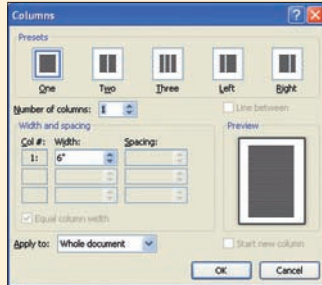 Columns
Presets
One Two Three Left Right
Number of columns: 1
Line between
Width and spacing
Preview
Col #: Width: Spacing:
1: 6"
Equal column width
Apply to: Whole document
Start new column
OK Cancel